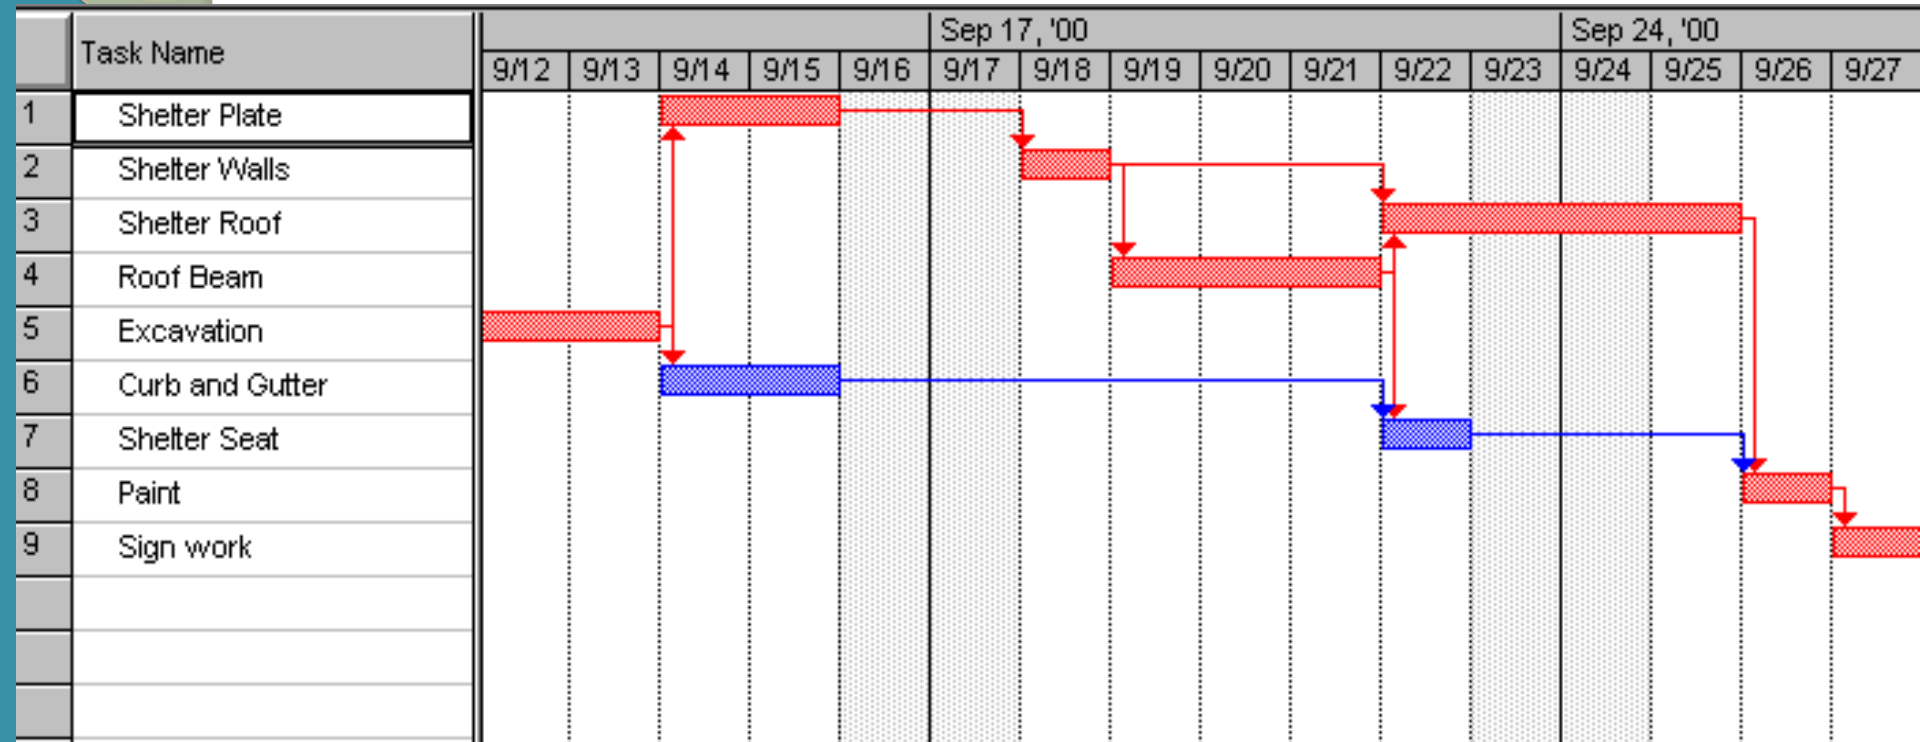 Task Name
Sep 17, '00 Sep 24, '00
9/12 9/13 9/14 9/15 9/16 9/17 9/18 9/19 9/20 9/21 9/22 9/23 9/24 9/25 9/26 9/27
1 Shelter Plate
2 Shelter Walls
3 Shelter Roof
4 Roof Beam
5 Excavation
6 Curb and Gutter
7 Shelter Seat
8 Paint
9 Sign work